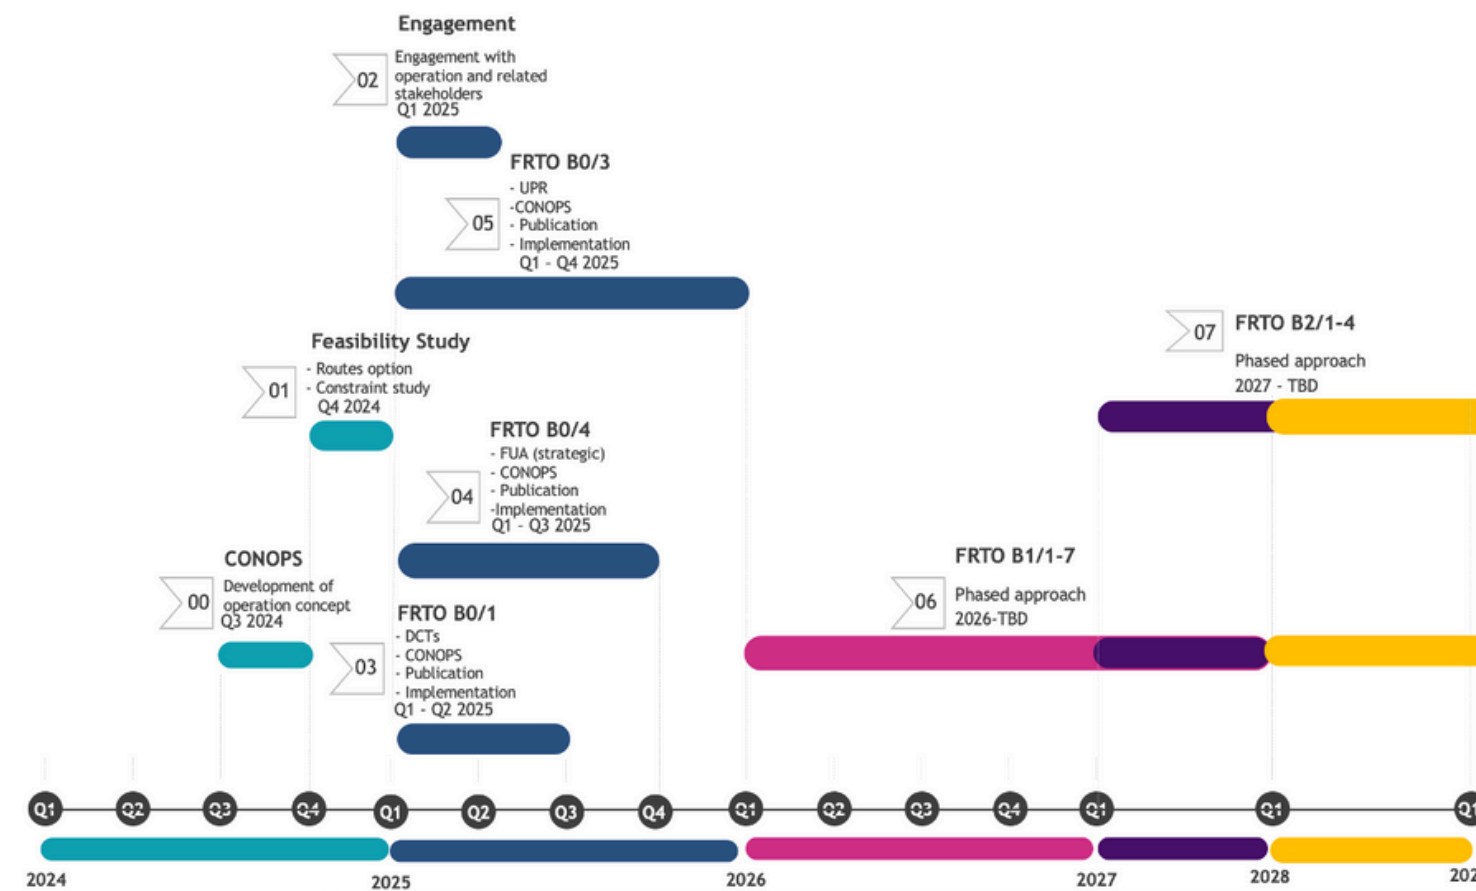 Engagement
02
Engagement with
operation and related
stakeholders
Q1 2025
FRTO B0/3
05
- UPR
-CONOPS
- Publication
- Implementation
Q1 - Q4 2025
Feasibility Study
01
- Routes option
- Constraint study
Q4 2024
07
FRTO B2/1-4
Phased approach
2027 - TBD
FRTO B0/4
04
- FUA (strategic)
- CONOPS
- Publication
-Implementation
Q1 - Q3 2025
CONOPS
00
Development of
operation concept
Q3 2024
FRTO B1/1-7
06
Phased approach
2026-TBD
FRTO B0/1
03
- DCTs
- CONOPS
- Publication
- Implementation
Q1 - Q2 2025
Q1 Q2 Q3 Q4 Q1 Q2 Q3 Q4 Q1 Q2 Q3 Q4 Q1 Q1
2024 2025 2026 2027 2028